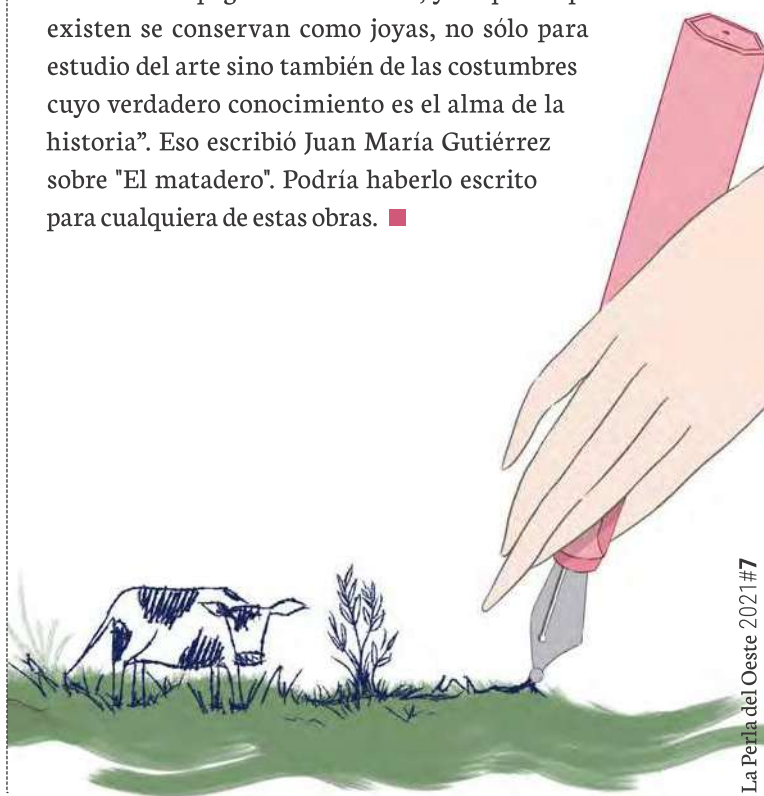 existen se conservan como joyas, no sólo para
estudio del arte sino también de las costumbres
cuyo verdadero conocimiento es el alma de la
historia”. Eso escribió Juan María Gutiérrez
sobre "El matadero". Podría haberlo escrito
para cualquiera de estas obras.
La Perla del Oeste 2021#7